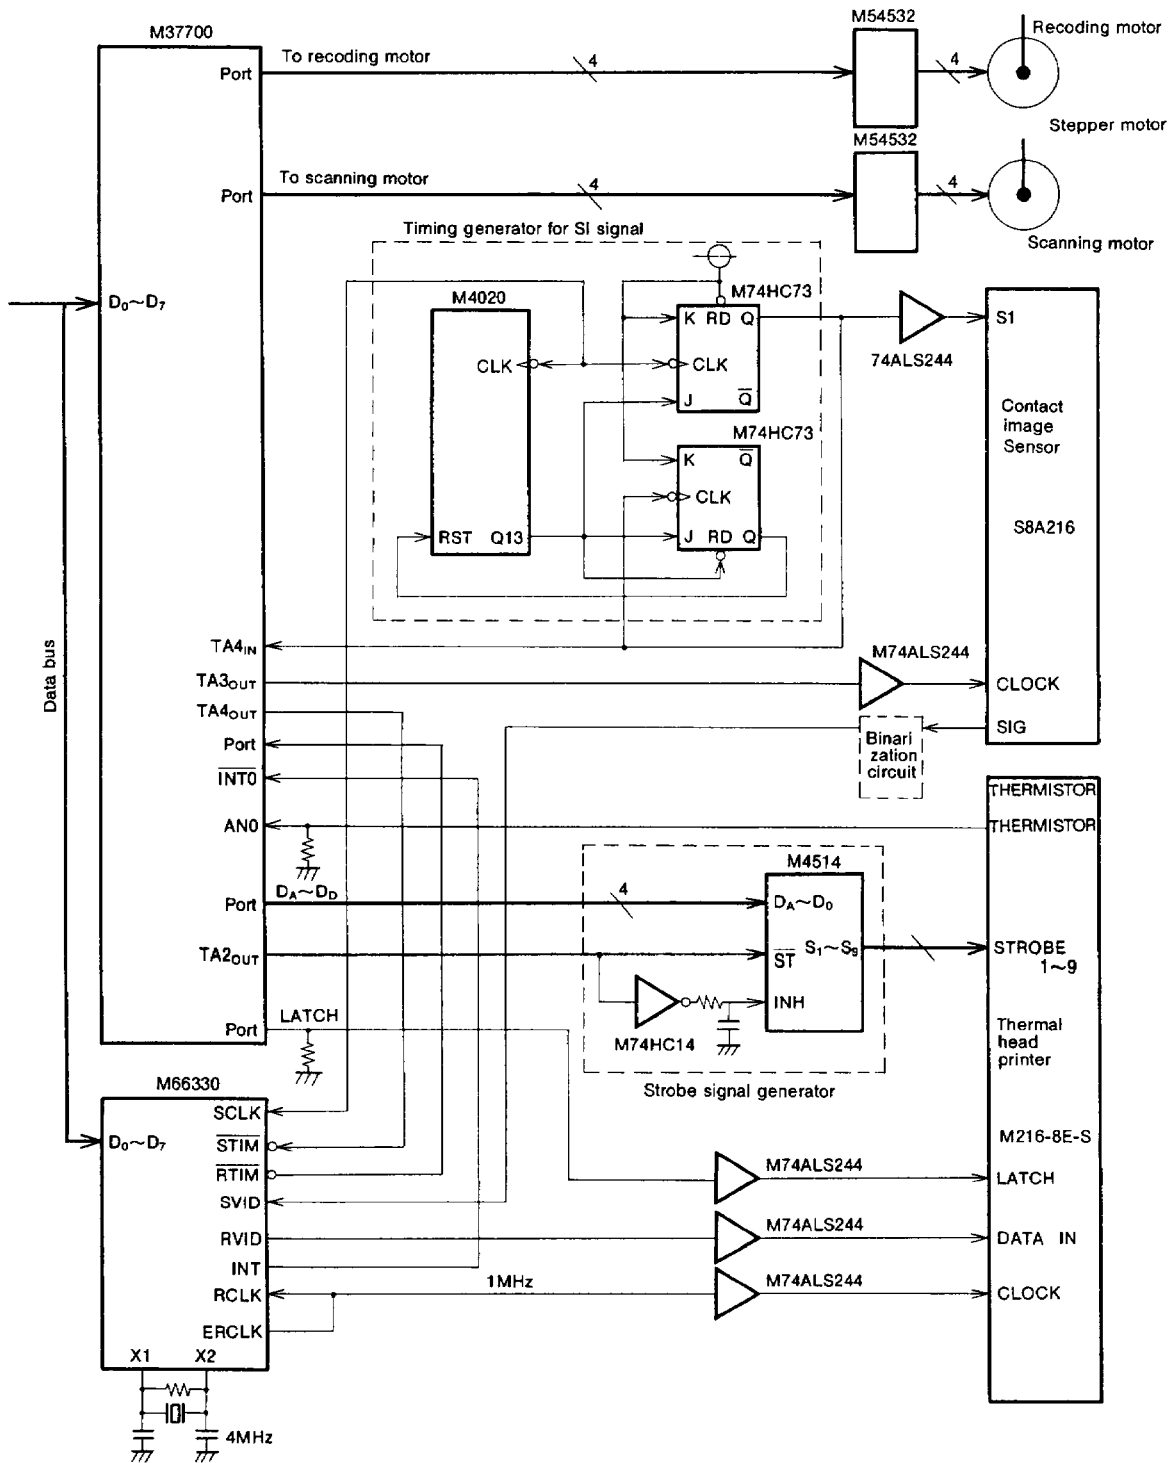 M37700
Port
To recoding motor
4
M54532
4
Recoding motor
Stepper motor
Port
To scanning motor
4
M54532
4
Scanning motor
Timing generator for SI signal
D₀~D₇
M4020
CLK
RST Q13
M74HC73
K RD Q
CLK
J Q̅
M74HC73
K Q̅
CLK
J RD Q
74ALS244
S1
Contact
image
Sensor
S8A216
CLOCK
SIG
Data bus
TA4IN
TA3OUT
M74ALS244
TA4OUT
Port
Binari
zation
circuit
I̅N̅T̅0̅
AN0
THERMISTOR
THERMISTOR
Port
DA~DD
4
M4514
DA~D₀
S₁~S₉
S̅T̅
INH
TA2OUT
M74HC14
Strobe signal generator
STROBE
1~9
Thermal
head
printer
M216-8E-S
LATCH
DATA IN
CLOCK
Port
LATCH
M66330
D₀~D₇
SCLK
S̅T̅I̅M̅
R̅T̅I̅M̅
SVID
RVID
INT
RCLK
ERCLK
X1 X2
4MHz
1MHz
M74ALS244
M74ALS244
M74ALS244